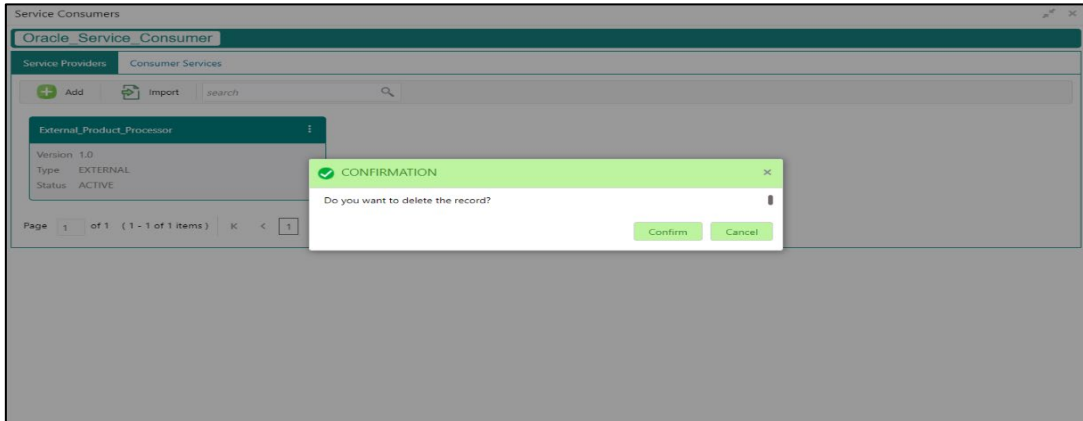 Service Consumers
Oracle_Service_Consumer
Service Providers Consumer Services
Add Import search
External_Product_Processor
Version 1.0
Type EXTERNAL
Status ACTIVE
CONFIRMATION
Do you want to delete the record?
Confirm Cancel
Page 1 of 1 (1 - 1 of 1 items) K < 1